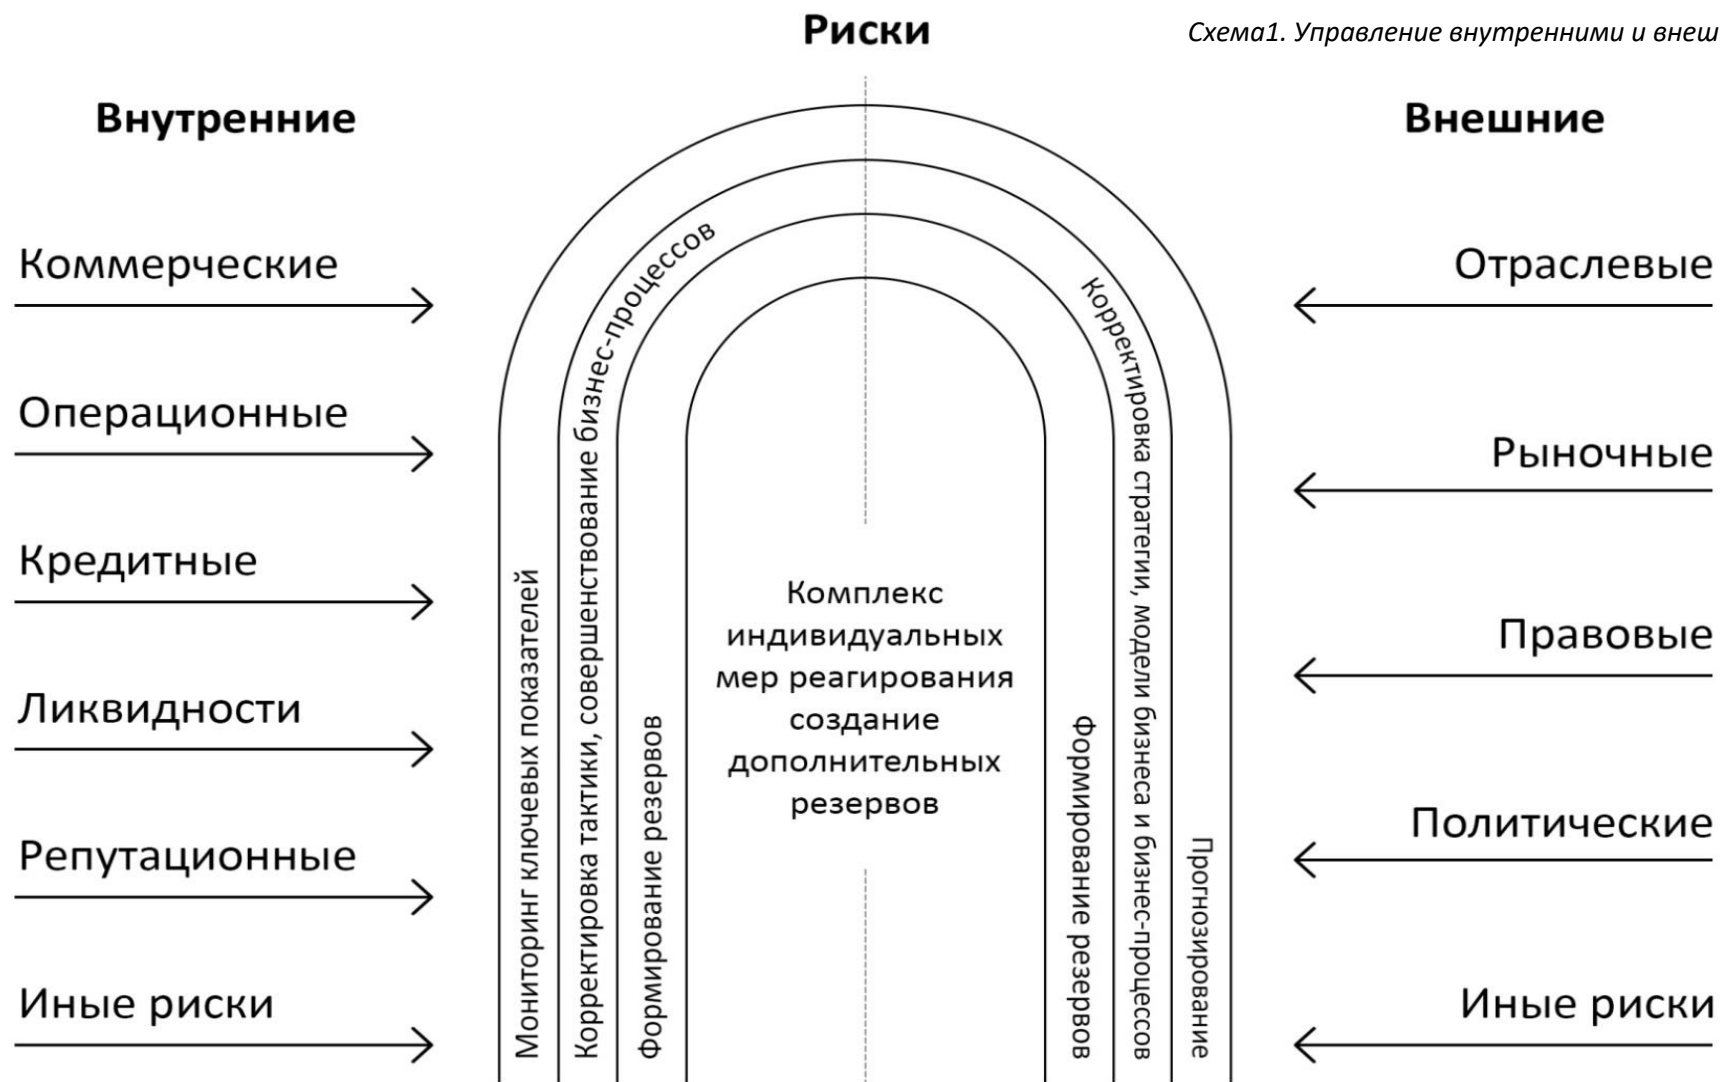 Риски
Схема1. Управление внутренними и внеш
Внутренние
Внешние
Коммерческие
Операционные
Кредитные
Ликвидности
Репутационные
Иные риски
Мониторинг ключевых показателей
Корректировка тактики, совершенствование бизнес-процессов
Формирование резервов
Комплекс
индивидуальных
мер реагирования
создание
дополнительных
резервов
Формирование резервов
Корректировка стратегии, модели бизнеса и бизнес-процессов
Прогнозирование
Отраслевые
Рыночные
Правовые
Политические
Иные риски